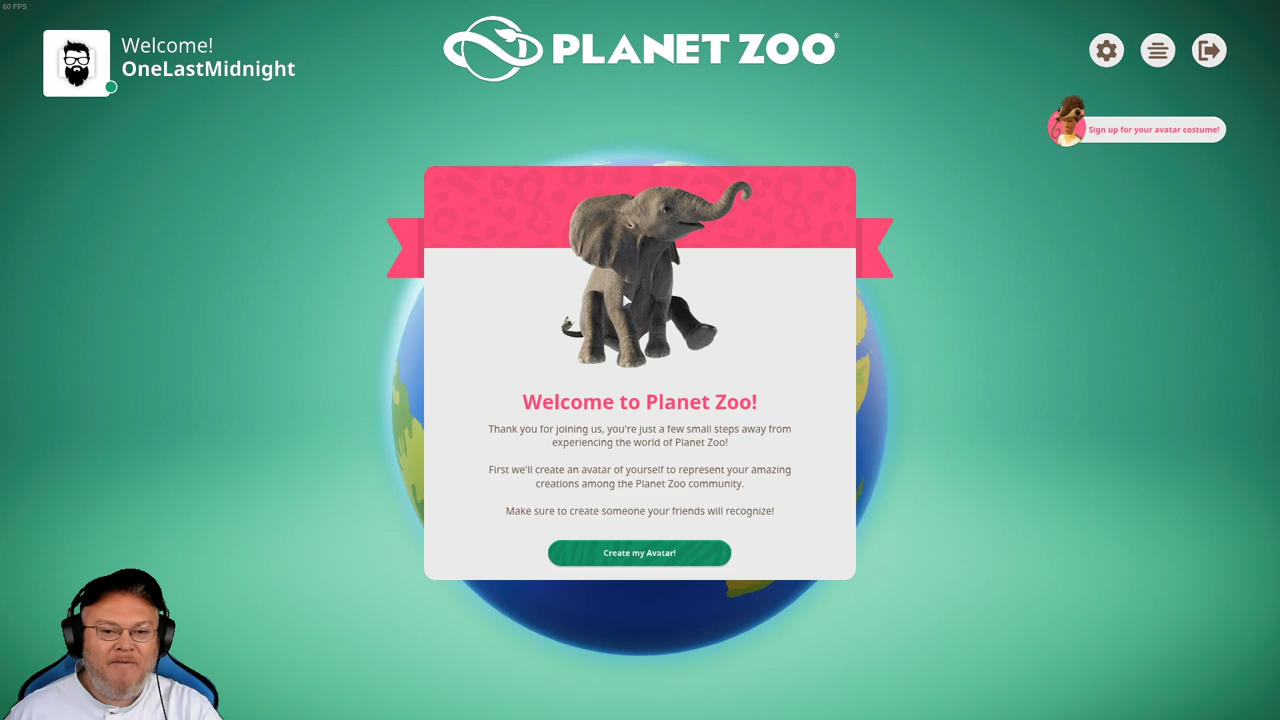 60 FPS
Welcome!
OneLastMidnight
PLANET ZOO®
Sign up for your avatar costume!
Welcome to Planet Zoo!
Thank you for joining us, you're just a few small steps away from
experiencing the world of Planet Zoo!
First we'll create an avatar of yourself to represent your amazing
creations among the Planet Zoo community.
Make sure to create someone your friends will recognize!
Create my Avatar!